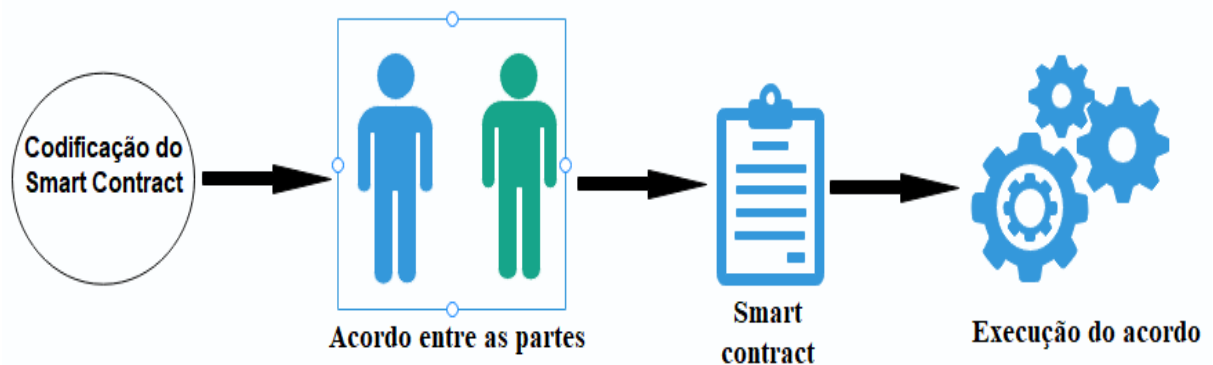 Codificação do
Smart Contract
Acordo entre as partes
Smart
contract
Execução do acordo